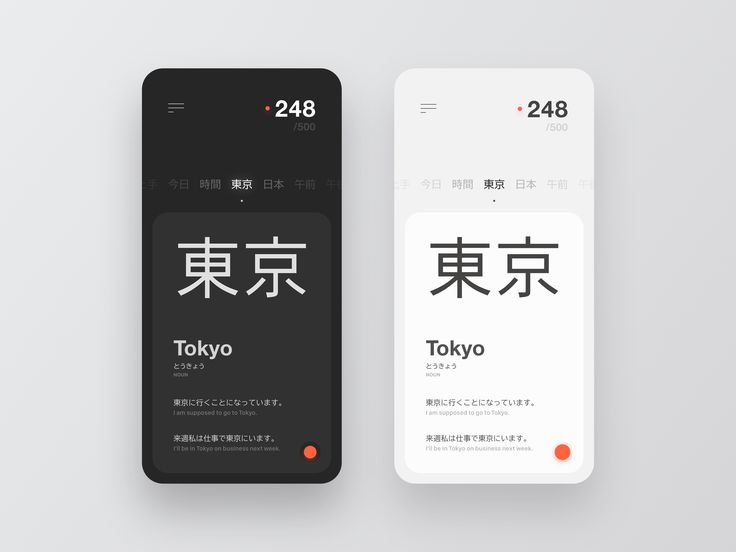 248
/500
上手 今日 時間 東京 日本 午前
東京
Tokyo
とうきょう
NOUN
東京に行くことになっています。
I am supposed to go to Tokyo.
来週私は仕事で東京にいます。
I'll be in Tokyo on business next week.
248
/500
上手 今日 時間 東京 日本 午前
東京
Tokyo
とうきょう
NOUN
東京に行くことになっています。
I am supposed to go to Tokyo.
来週私は仕事で東京にいます。
I'll be in Tokyo on business next week.